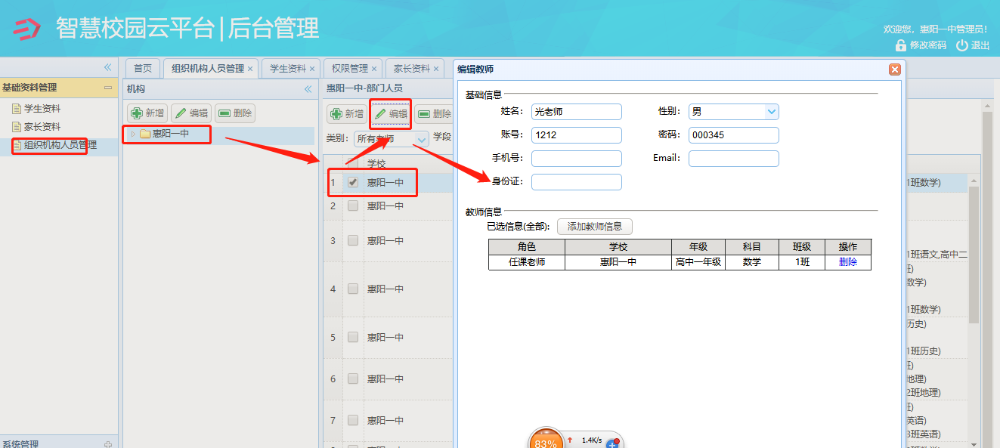 智慧校园云平台|后台管理
欢迎您，惠阳一中管理员！
修改密码 退出
基础资料管理
学生资料
家长资料
组织机构人员管理
系统管理
首页 组织机构人员管理 × 学生资料 × 权限管理 × 家长资料 ×
机构
新增 编辑 删除
惠阳一中
惠阳一中-部门人员
新增 编辑 删除
类别： 所有老师 学段
学校
1 惠阳一中
2 惠阳一中
3 惠阳一中
4 惠阳一中
5 惠阳一中
6 惠阳一中
7 惠阳一中
编辑教师
基础信息
姓名： 光老师 性别： 男
账号： 1212 密码： 000345
手机号： Email：
身份证：
教师信息
已选信息(全部)： 添加教师信息
角色 学校 年级 科目 班级 操作
任课老师 惠阳一中 高中一年级 数学 1班 删除
1班数学)
1班语文,高中二
数学)
1班数学)
历史)
1班历史)
地理)
2班地理)
英语)
3班英语)
83% 1.4K/s